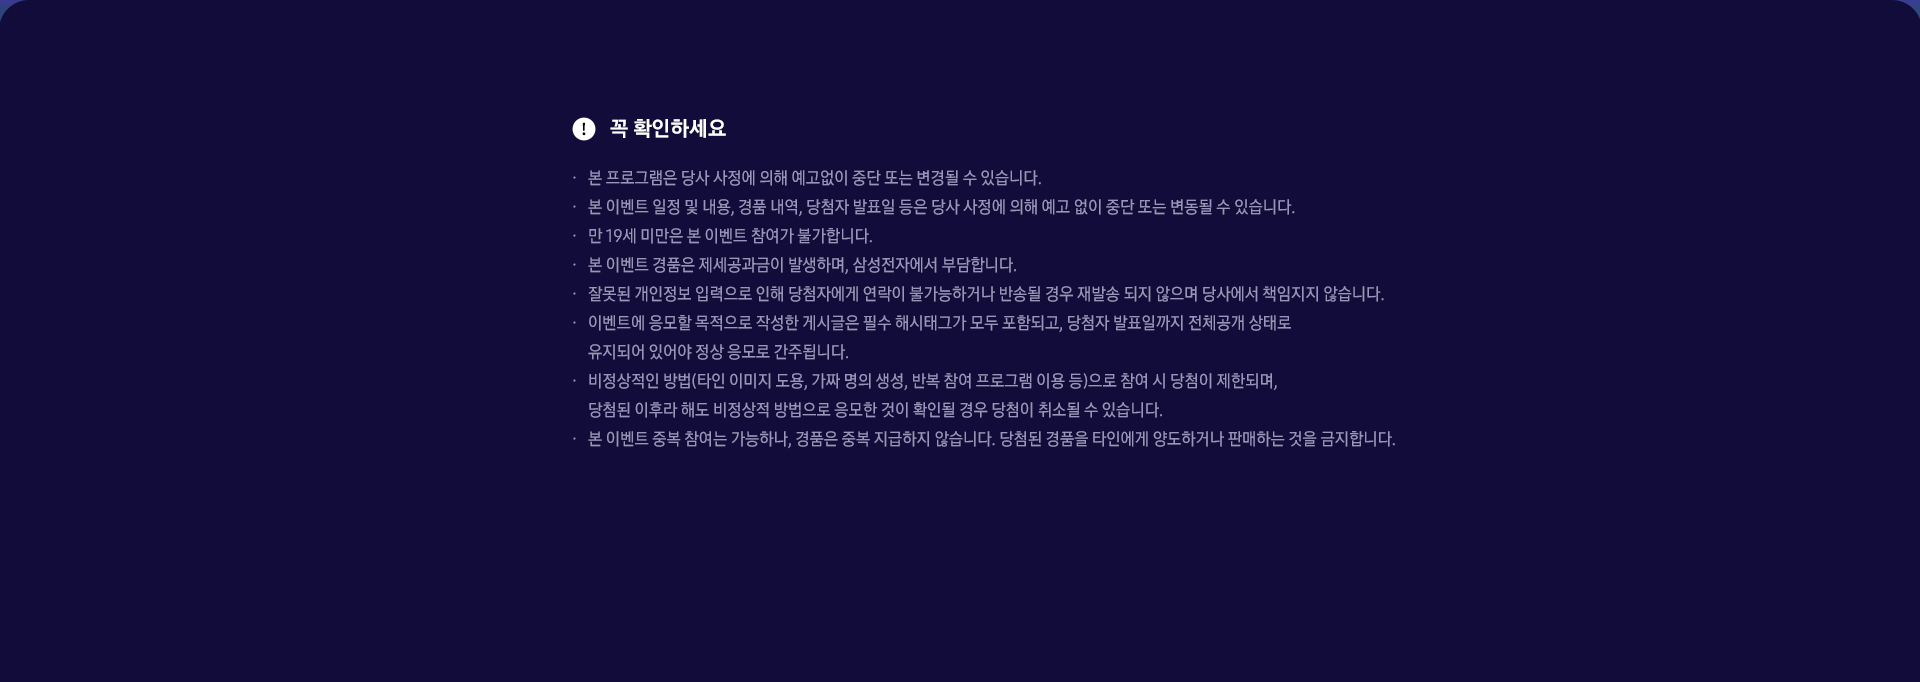 ! 꼭 확인하세요
· 본 프로그램은 당사 사정에 의해 예고없이 중단 또는 변경될 수 있습니다.
· 본 이벤트 일정 및 내용, 경품 내역, 당첨자 발표일 등은 당사 사정에 의해 예고 없이 중단 또는 변동될 수 있습니다.
· 만 19세 미만은 본 이벤트 참여가 불가합니다.
· 본 이벤트 경품은 제세공과금이 발생하며, 삼성전자에서 부담합니다.
· 잘못된 개인정보 입력으로 인해 당첨자에게 연락이 불가능하거나 반송될 경우 재발송 되지 않으며 당사에서 책임지지 않습니다.
· 이벤트에 응모할 목적으로 작성한 게시글은 필수 해시태그가 모두 포함되고, 당첨자 발표일까지 전체공개 상태로
유지되어 있어야 정상 응모로 간주됩니다.
· 비정상적인 방법(타인 이미지 도용, 가짜 명의 생성, 반복 참여 프로그램 이용 등)으로 참여 시 당첨이 제한되며,
당첨된 이후라 해도 비정상적 방법으로 응모한 것이 확인될 경우 당첨이 취소될 수 있습니다.
· 본 이벤트 중복 참여는 가능하나, 경품은 중복 지급하지 않습니다. 당첨된 경품을 타인에게 양도하거나 판매하는 것을 금지합니다.